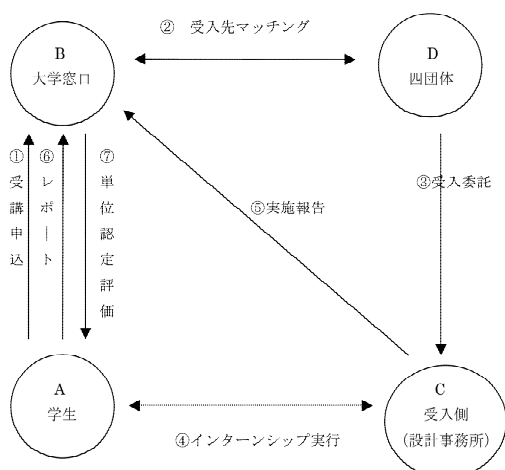 ② 受入先マッチング
B
大学窓口
D
四団体
①受講申込
⑥レポート
⑦単位認定評価
③受入委託
⑤実施報告
A
学生
C
受入側
(設計事務所)
④インターンシップ実行